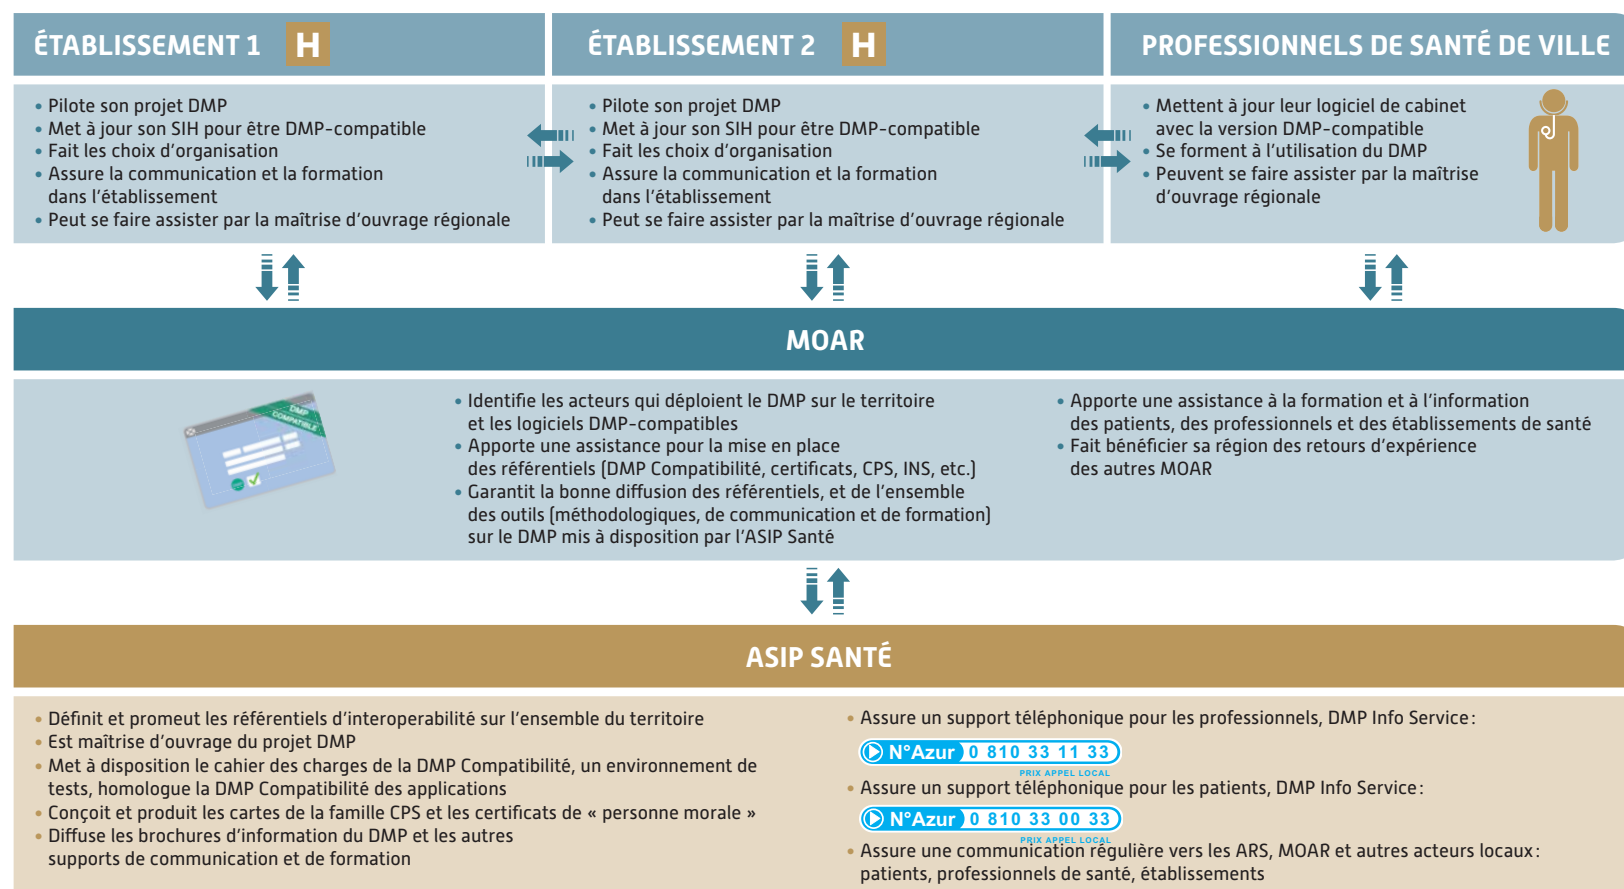 ÉTABLISSEMENT 1 H
• Pilote son projet DMP
• Met à jour son SIH pour être DMP-compatible
• Fait les choix d'organisation
• Assure la communication et la formation
dans l'établissement
• Peut se faire assister par la maîtrise d'ouvrage régionale
ÉTABLISSEMENT 2 H
• Pilote son projet DMP
• Met à jour son SIH pour être DMP-compatible
• Fait les choix d'organisation
• Assure la communication et la formation
dans l'établissement
• Peut se faire assister par la maîtrise d'ouvrage régionale
PROFESSIONNELS DE SANTÉ DE VILLE
• Mettent à jour leur logiciel de cabinet
avec la version DMP-compatible
• Se forment à l'utilisation du DMP
• Peuvent se faire assister par la maîtrise
d'ouvrage régionale
MOAR
DMP
COMPATIBLE
• Identifie les acteurs qui déploient le DMP sur le territoire
et les logiciels DMP-compatibles
• Apporte une assistance pour la mise en place
des référentiels (DMP Compatibilité, certificats, CPS, INS, etc.)
• Garantit la bonne diffusion des référentiels, et de l'ensemble
des outils (méthodologiques, de communication et de formation)
sur le DMP mis à disposition par l'ASIP Santé
• Apporte une assistance à la formation et à l'information
des patients, des professionnels et des établissements de santé
• Fait bénéficier sa région des retours d'expérience
des autres MOAR
ASIP SANTÉ
• Définit et promeut les référentiels d'interoperabilité sur l'ensemble du territoire
• Est maîtrise d'ouvrage du projet DMP
• Met à disposition le cahier des charges de la DMP Compatibilité, un environnement de
tests, homologue la DMP Compatibilité des applications
• Conçoit et produit les cartes de la famille CPS et les certificats de « personne morale »
• Diffuse les brochures d'information du DMP et les autres
supports de communication et de formation
• Assure un support téléphonique pour les professionnels, DMP Info Service :
N°Azur 0 810 33 11 33
PRIX APPEL LOCAL
• Assure un support téléphonique pour les patients, DMP Info Service :
N°Azur 0 810 33 00 33
PRIX APPEL LOCAL
• Assure une communication régulière vers les ARS, MOAR et autres acteurs locaux :
patients, professionnels de santé, établissements